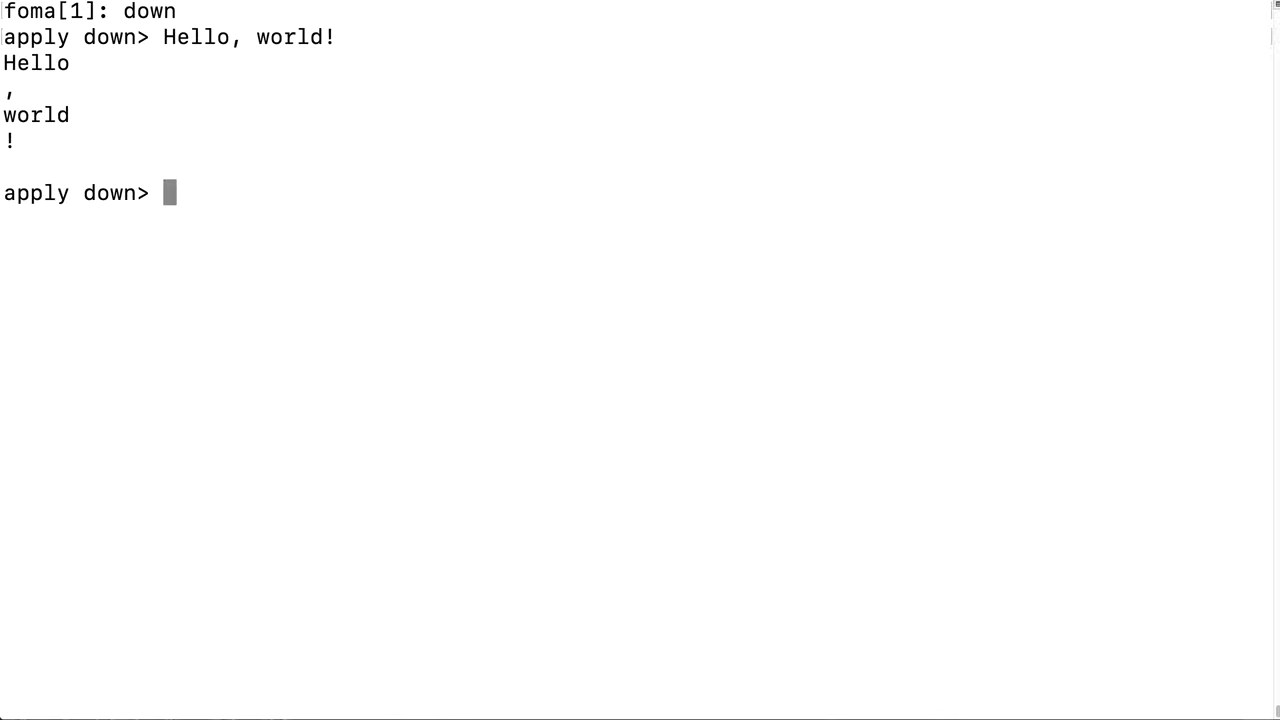 foma[1]: down
apply down> Hello, world!
Hello
,
world
!
apply down>